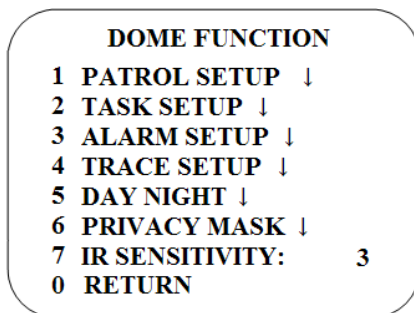 DOME FUNCTION
1 PATROL SETUP ↓
2 TASK SETUP ↓
3 ALARM SETUP ↓
4 TRACE SETUP ↓
5 DAY NIGHT ↓
6 PRIVACY MASK ↓
7 IR SENSITIVITY: 3
0 RETURN